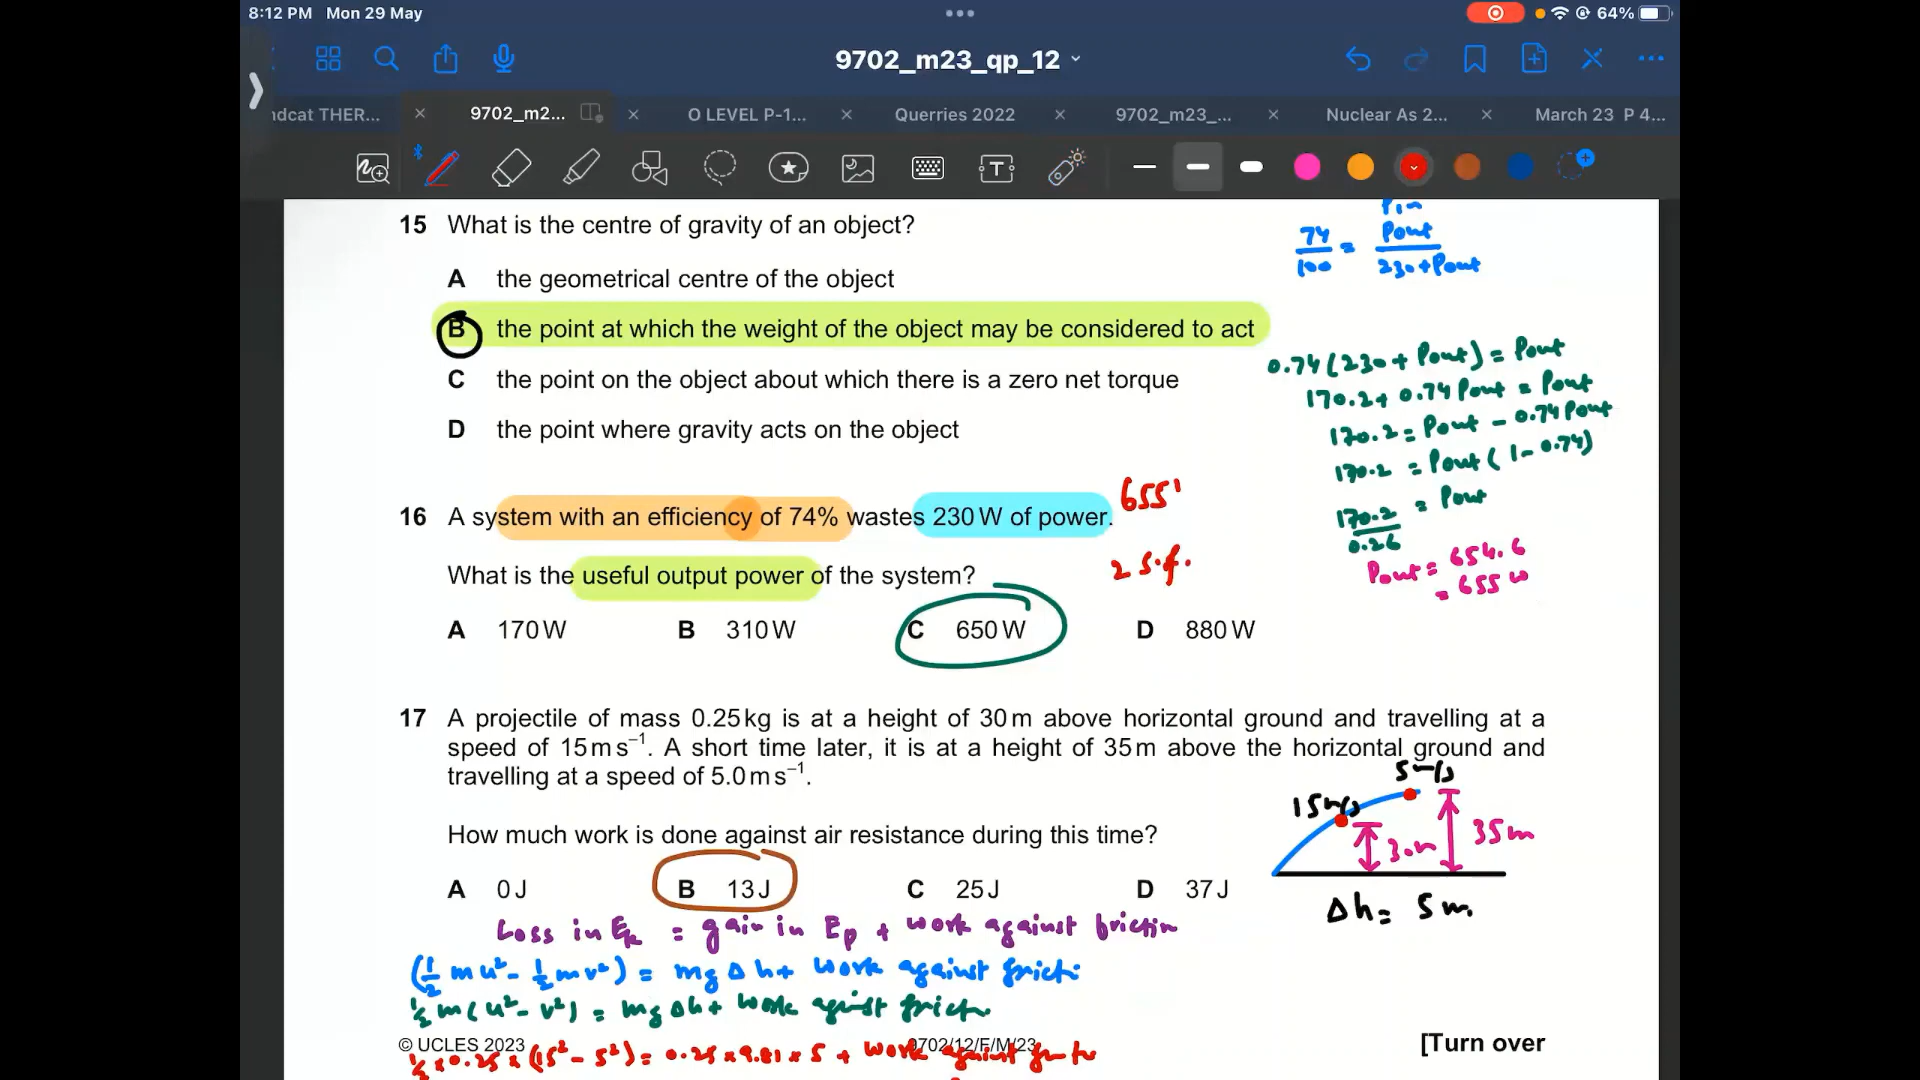 8:12 PM Mon 29 May
64%
9702_m23_qp_12
ndcat THER...
9702_m2...
O LEVEL P-1...
Querries 2022
9702_m23_...
Nuclear As 2...
March 23 P 4...
15 What is the centre of gravity of an object?
A the geometrical centre of the object
B the point at which the weight of the object may be considered to act
C the point on the object about which there is a zero net torque
D the point where gravity acts on the object
Pin
74/100 = Pout/230+Pout
0.74(230+Pout) = Pout
170.2+0.74Pout = Pout
170.2 = Pout - 0.74Pout
170.2 = Pout(1-0.74)
170.2/0.26 = Pout
Pout = 654.6
= 655 W
16 A system with an efficiency of 74% wastes 230 W of power.
655
2 s.f.
What is the useful output power of the system?
A 170 W B 310 W C 650 W D 880 W
17 A projectile of mass 0.25 kg is at a height of 30 m above horizontal ground and travelling at a
speed of 15 m s⁻¹. A short time later, it is at a height of 35 m above the horizontal ground and
travelling at a speed of 5.0 m s⁻¹.
5m/s
15m/s
30m
35m
Δh = 5m
How much work is done against air resistance during this time?
A 0 J B 13 J C 25 J D 37 J
Loss in Ek = gain in Ep + work against friction
(½mu² - ½mv²) = mgΔh + work against fricti
½m(u² - v²) = mgΔh + work against frict
½×0.25×(15² - 5²) = 0.25×9.81×5 + work against
© UCLES 2023
9702/12/F/M/23
[Turn over